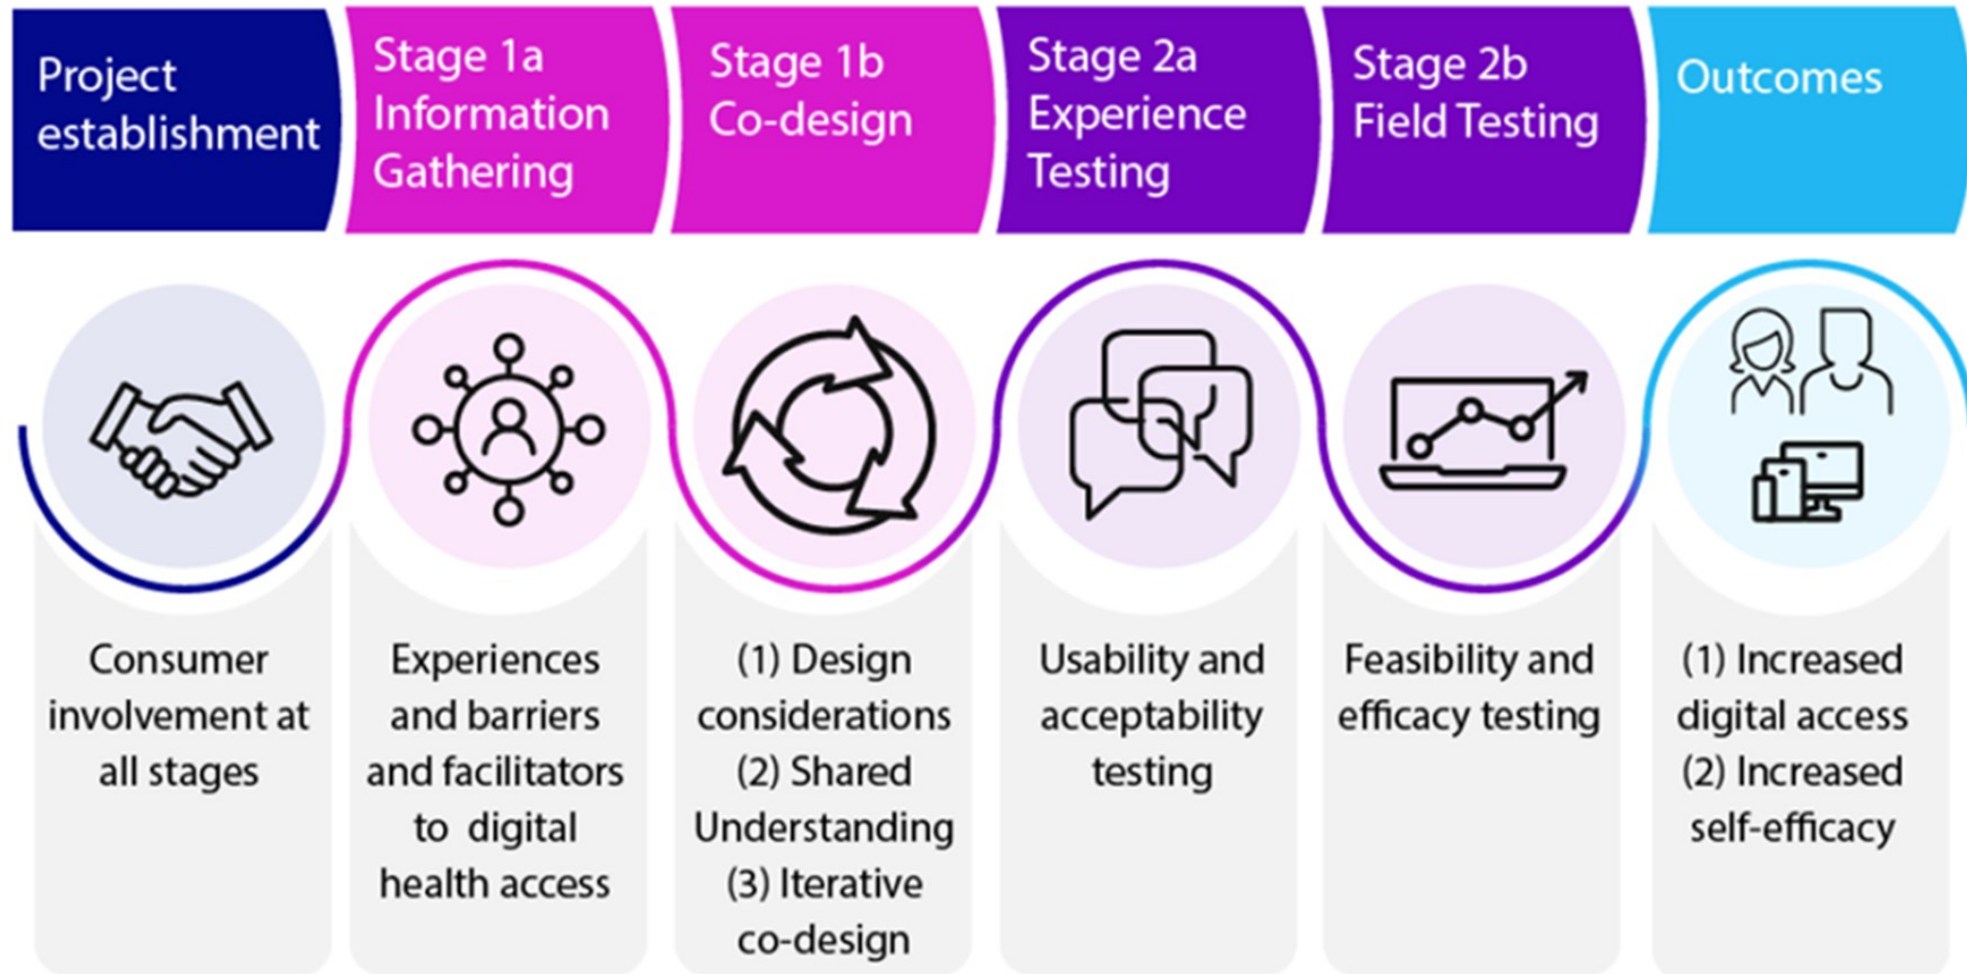 Project
establishment
Stage 1a
Information
Gathering
Stage 1b
Co-design
Stage 2a
Experience
Testing
Stage 2b
Field Testing
Outcomes
Consumer
involvement at
all stages
Experiences
and barriers
and facilitators
to digital
health access
(1) Design
considerations
(2) Shared
Understanding
(3) Iterative
co-design
Usability and
acceptability
testing
Feasibility and
efficacy testing
(1) Increased
digital access
(2) Increased
self-efficacy